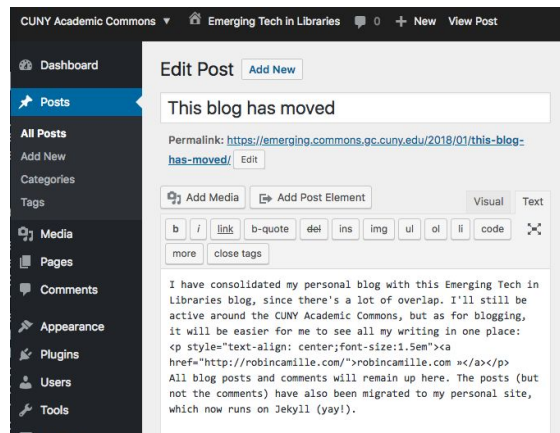 CUNY Academic Commons ▼ Emerging Tech in Libraries 0 + New View Post
Dashboard
Posts
All Posts
Add New
Categories
Tags
Media
Pages
Comments
Appearance
Plugins
Users
Tools
Edit Post Add New
This blog has moved
Permalink: https://emerging.commons.gc.cuny.edu/2018/01/this-blog-
has-moved/ Edit
Add Media Add Post Element Visual Text
b i link b-quote del ins img ul ol li code
more close tags
I have consolidated my personal blog with this Emerging Tech in
Libraries blog, since there's a lot of overlap. I'll still be
active around the CUNY Academic Commons, but as for blogging,
it will be easier for me to see all my writing in one place:
<p style="text-align: center;font-size:1.5em"><a
href="http://robincamille.com/">robincamille.com »</a></p>
All blog posts and comments will remain up here. The posts (but
not the comments) have also been migrated to my personal site,
which now runs on Jekyll (yay!).